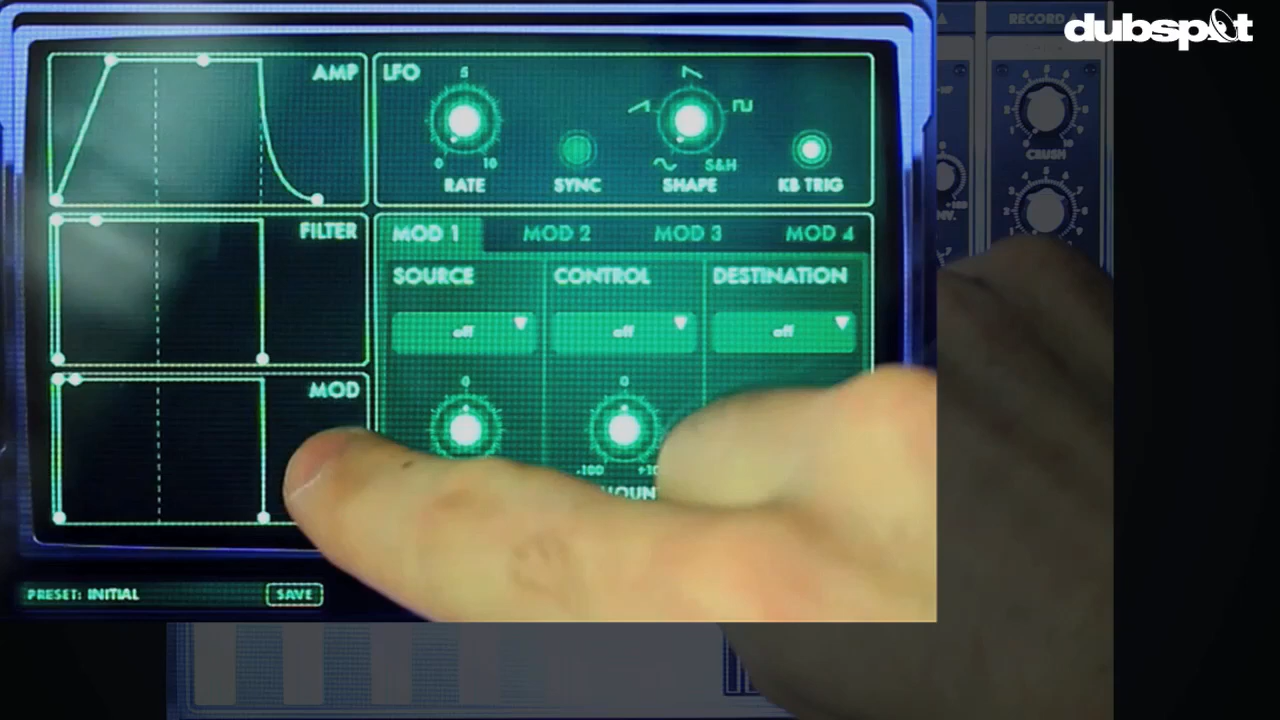 dubspot
RECORD
AMP
LFO
5
0
10
RATE
SYNC
SHAPE
S&H
KB TRIG
CRUSH
FILTER
MOD 1
MOD 2
MOD 3
MOD 4
SOURCE
CONTROL
DESTINATION
off
off
off
MOD
0
0
-100
PRESET: INITIAL
SAVE